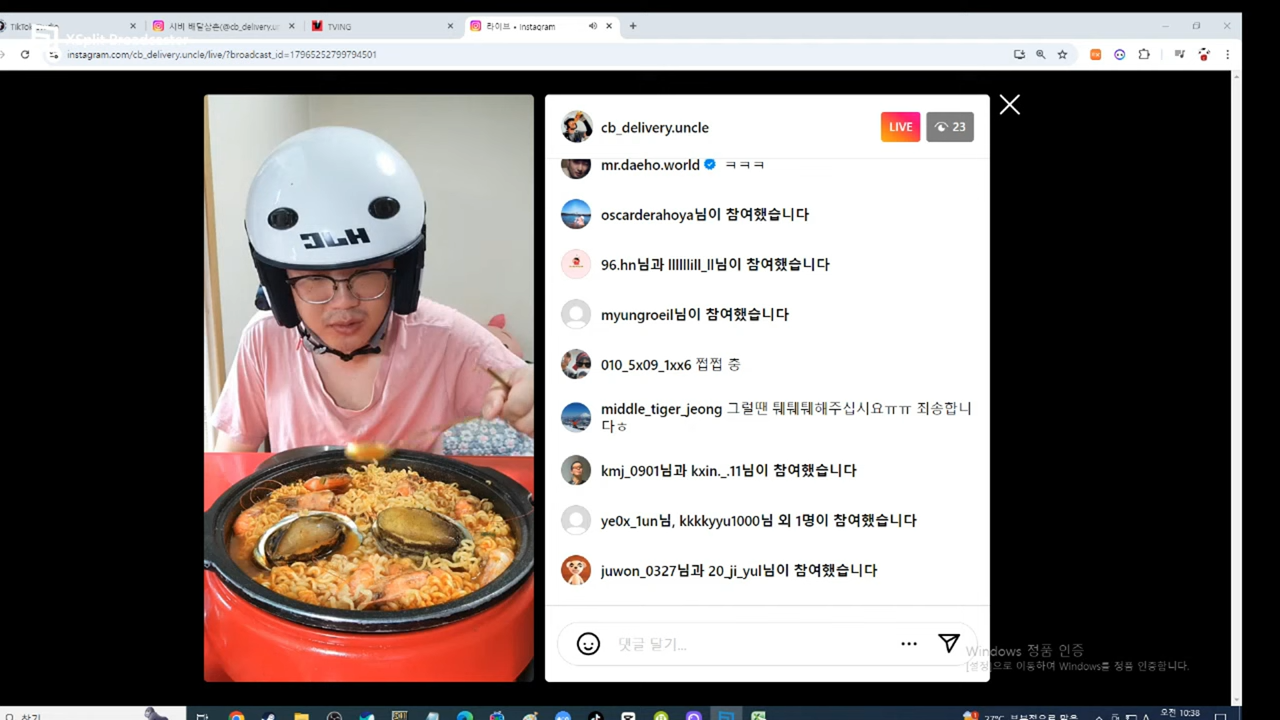 시비 배달삼촌(@cb_delivery.u
TVING
라이브 • Instagram
XSplit Broadcaster
instagram.com/cb_delivery.uncle/live/?broadcast_id=17965252799794501
cb_delivery.uncle
LIVE
23
mr.daeho.world ㅋㅋㅋ
oscarderahoya님이 참여했습니다
96.hn님과 llllllill_ll님이 참여했습니다
myungroeil님이 참여했습니다
010_5x09_1xx6 쩝쩝 충
middle_tiger_jeong 그럴땐 퉤퉤퉤해주십시요ㅠㅠ 죄송합니
다ㅎ
kmj_0901님과 kxin._.11님이 참여했습니다
ye0x_1un님, kkkkyyu1000님 외 1명이 참여했습니다
juwon_0327님과 20_ji_yul님이 참여했습니다
댓글 달기...
Windows 정품 인증
[설정]으로 이동하여 Windows를 정품 인증합니다.
오전 10:38